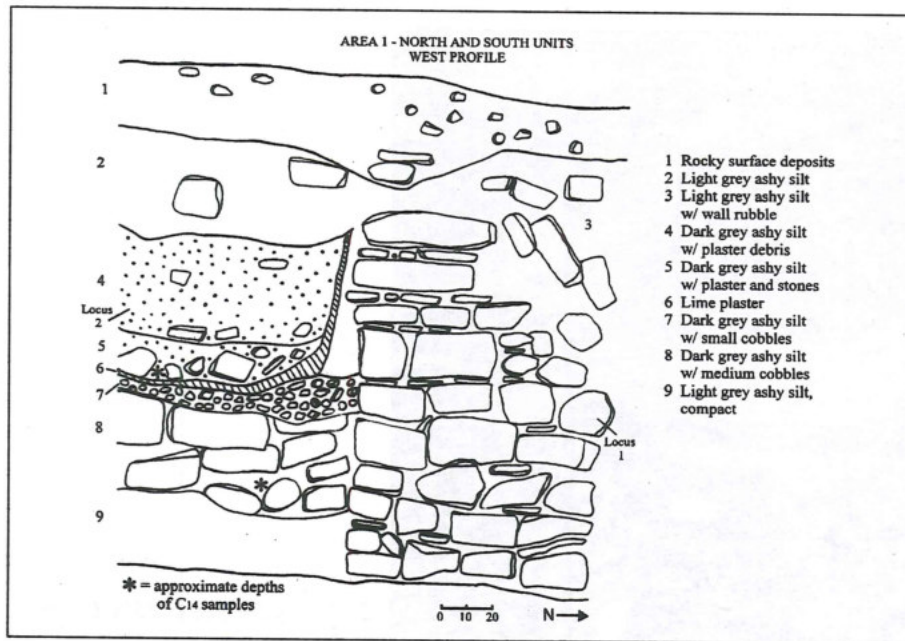 AREA 1 - NORTH AND SOUTH UNITS
WEST PROFILE
1
2
3
4
Locus
2
5
6
7
8
9
Locus
1
1 Rocky surface deposits
2 Light grey ashy silt
3 Light grey ashy silt
w/ wall rubble
4 Dark grey ashy silt
w/ plaster debris
5 Dark grey ashy silt
w/ plaster and stones
6 Lime plaster
7 Dark grey ashy silt
w/ small cobbles
8 Dark grey ashy silt
w/ medium cobbles
9 Light grey ashy silt,
compact
* = approximate depths
of C14 samples
0 10 20
N